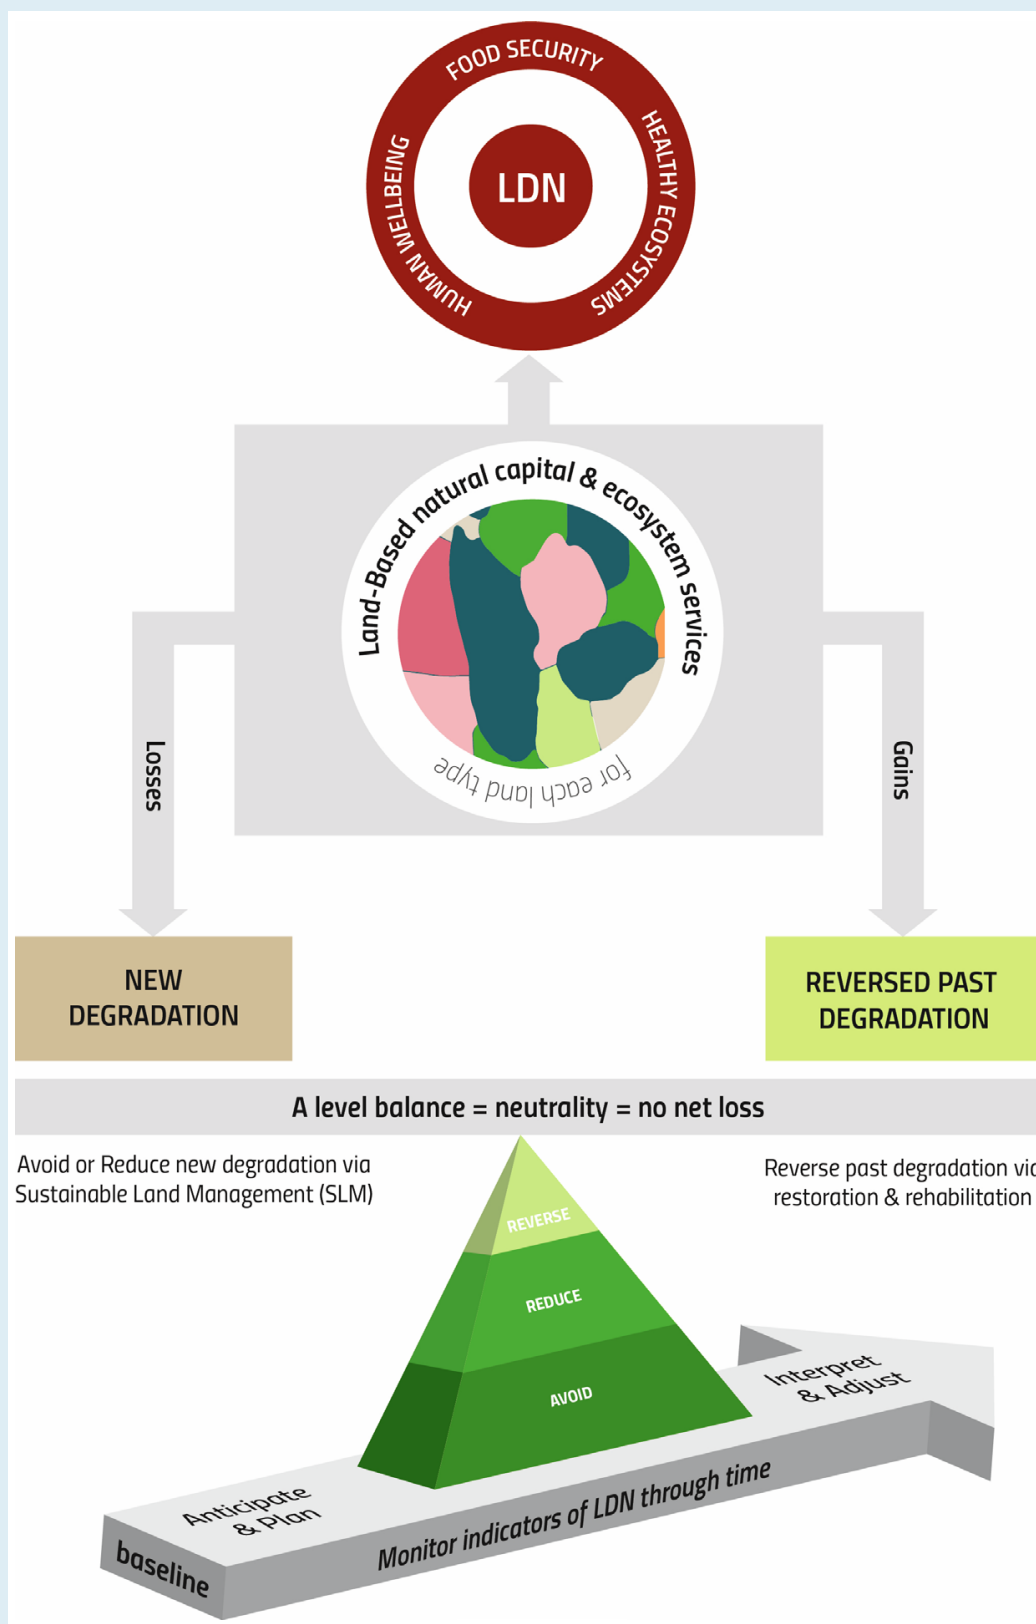 FOOD SECURITY
HUMAN WELLBEING
HEALTHY ECOSYSTEMS
LDN
Land-Based natural capital & ecosystem services
for each land type
Losses
Gains
NEW
DEGRADATION
REVERSED PAST
DEGRADATION
A level balance = neutrality = no net loss
Avoid or Reduce new degradation via
Sustainable Land Management (SLM)
Reverse past degradation via
restoration & rehabilitation
REVERSE
REDUCE
AVOID
Interpret
& Adjust
Anticipate
& Plan
Monitor indicators of LDN through time
baseline